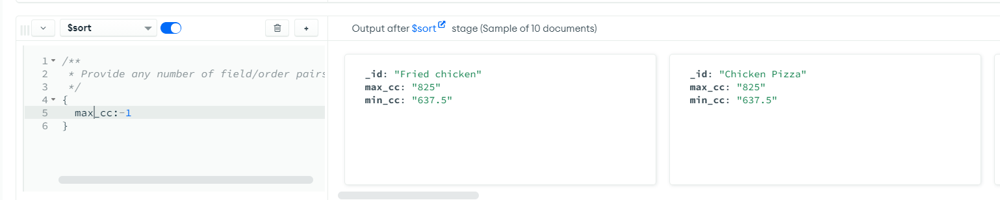 $sort
+
1 /**
2 * Provide any number of field/order pairs
3 */
4 {
5 max_cc:-1
6 }
Output after $sort stage (Sample of 10 documents)
_id: "Fried chicken"
max_cc: "825"
min_cc: "637.5"
_id: "Chicken Pizza"
max_cc: "825"
min_cc: "637.5"